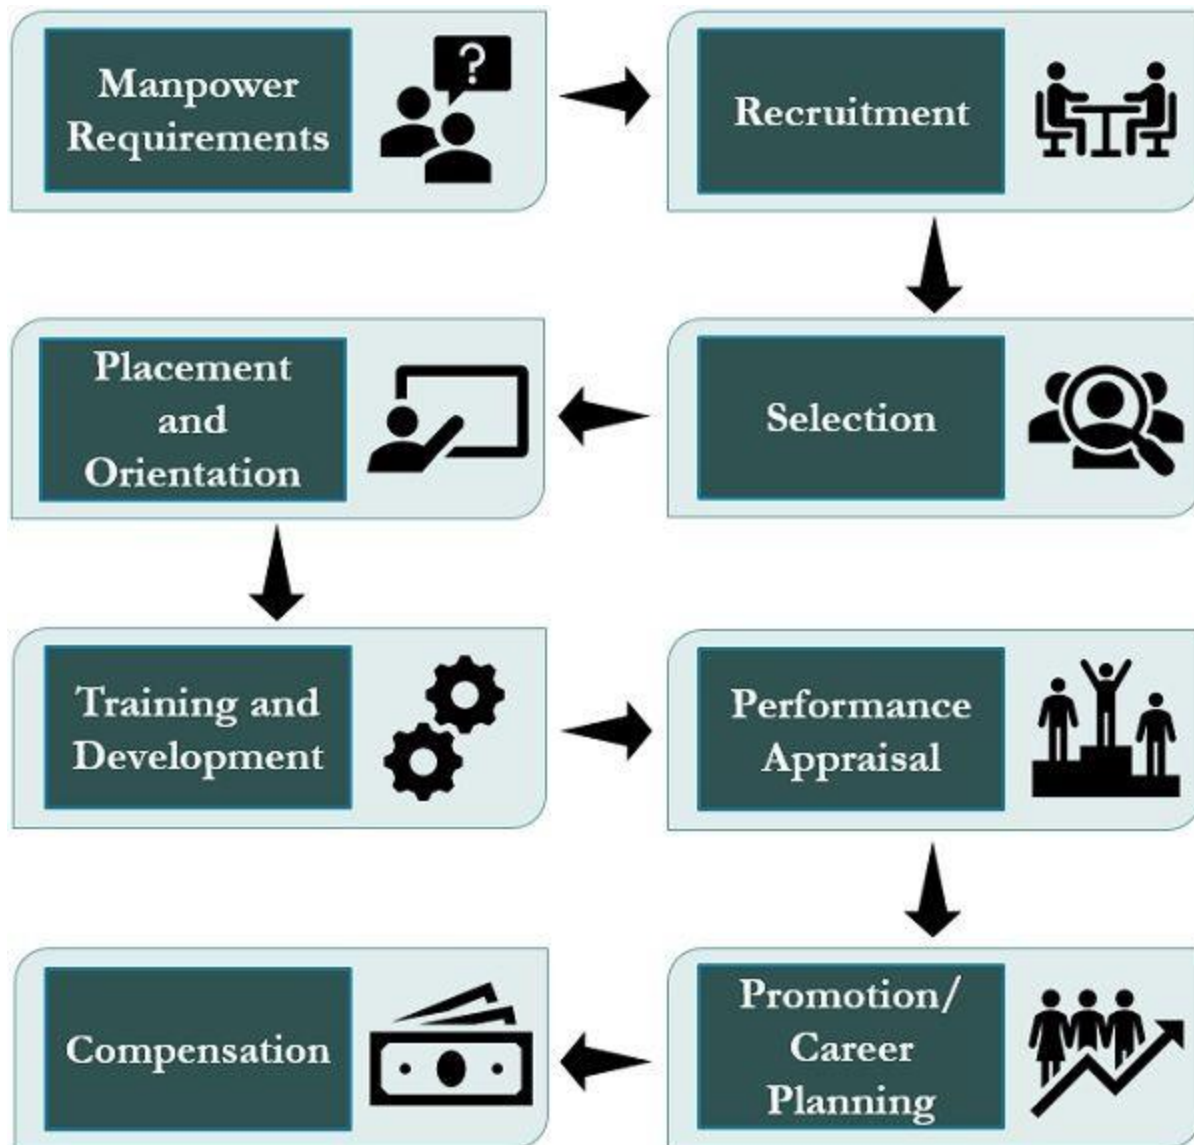 Manpower
Requirements
?
Recruitment
Selection
Placement
and
Orientation
Training and
Development
Performance
Appraisal
Promotion/
Career
Planning
Compensation